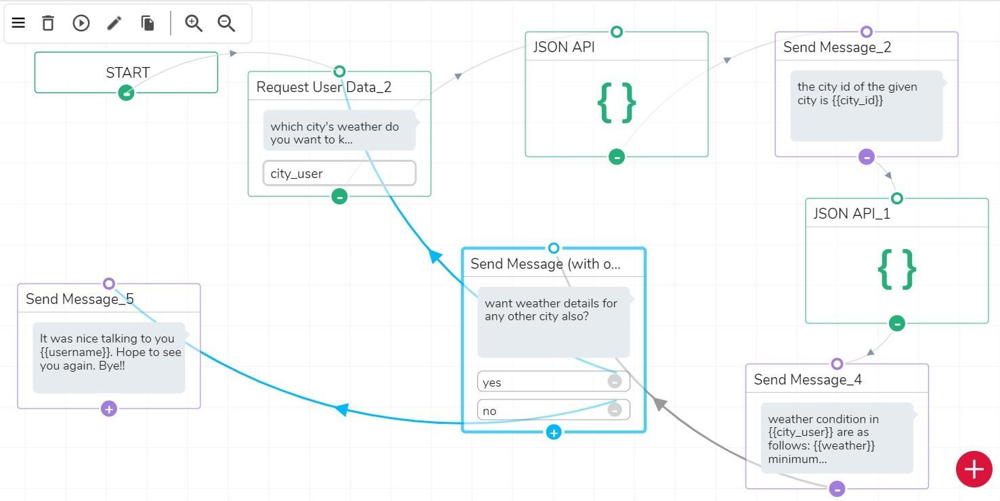 START
Request User Data_2
which city's weather do
you want to k...
city_user
JSON API
{ }
Send Message_2
the city id of the given
city is {{city_id}}
JSON API_1
{ }
Send Message (with o...
want weather details for
any other city also?
yes
no
Send Message_5
It was nice talking to you
{{username}}. Hope to see
you again. Bye!!
Send Message_4
weather condition in
{{city_user}} are as
follows: {{weather}}
minimum...